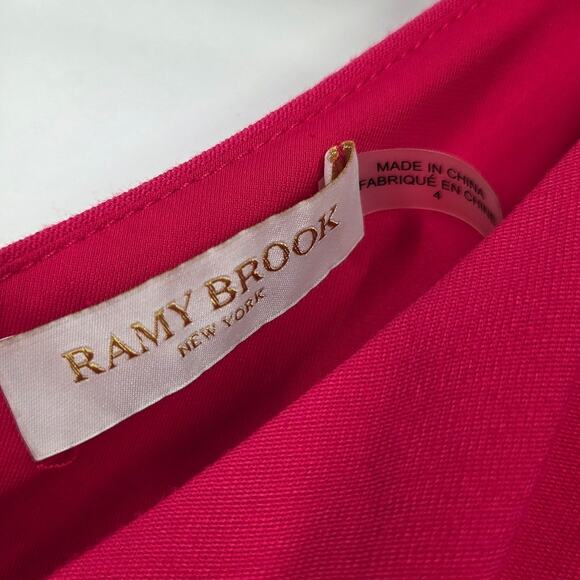 RAMY BROOK
NEW YORK
MADE IN CHINA
FABRIQUÉ EN CHINE
4